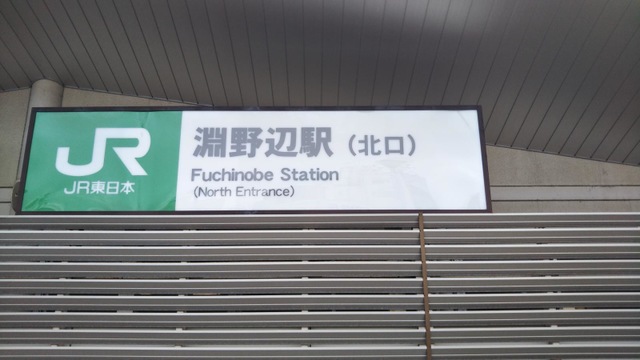 JR
JR東日本
淵野辺駅（北口）
Fuchinobe Station
(North Entrance)